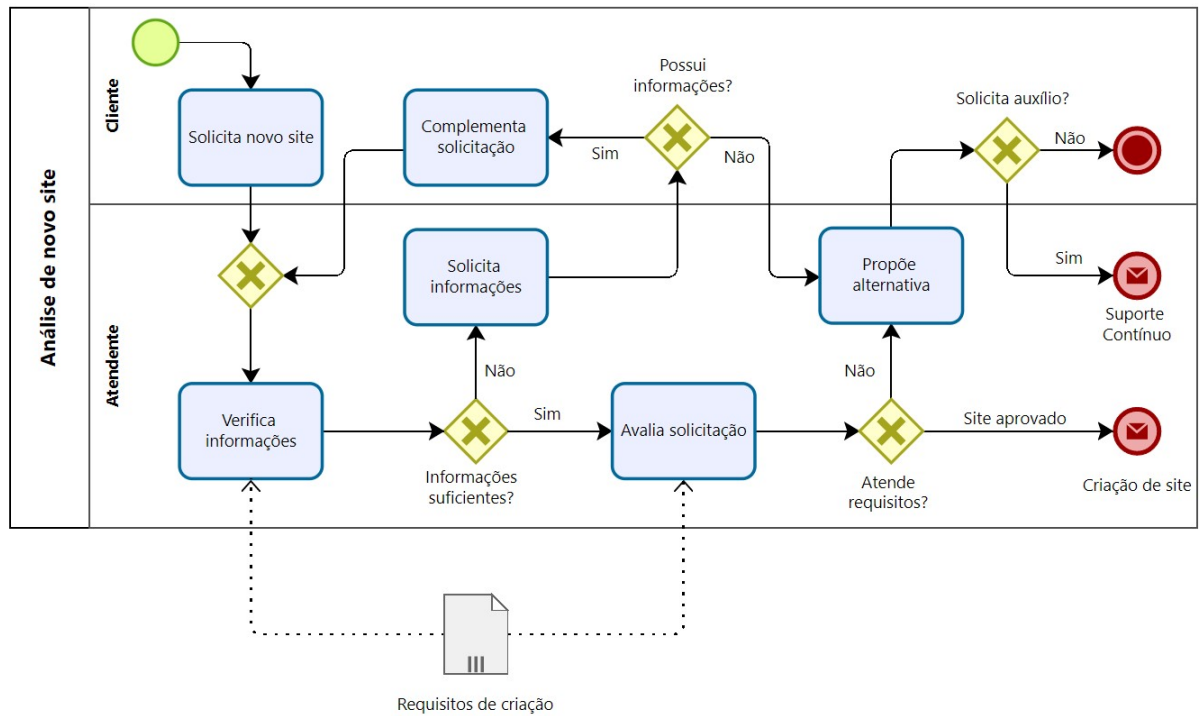 Análise de novo site
Cliente
Solicita novo site
Complementa
solicitação
Sim
Possui
informações?
Não
Solicita auxílio?
Não
Sim
Suporte
Contínuo
Atendente
Solicita
informações
Propõe
alternativa
Não
Não
Verifica
informações
Sim
Informações
suficientes?
Avalia solicitação
Site aprovado
Atende
requisitos?
Criação de site
Requisitos de criação